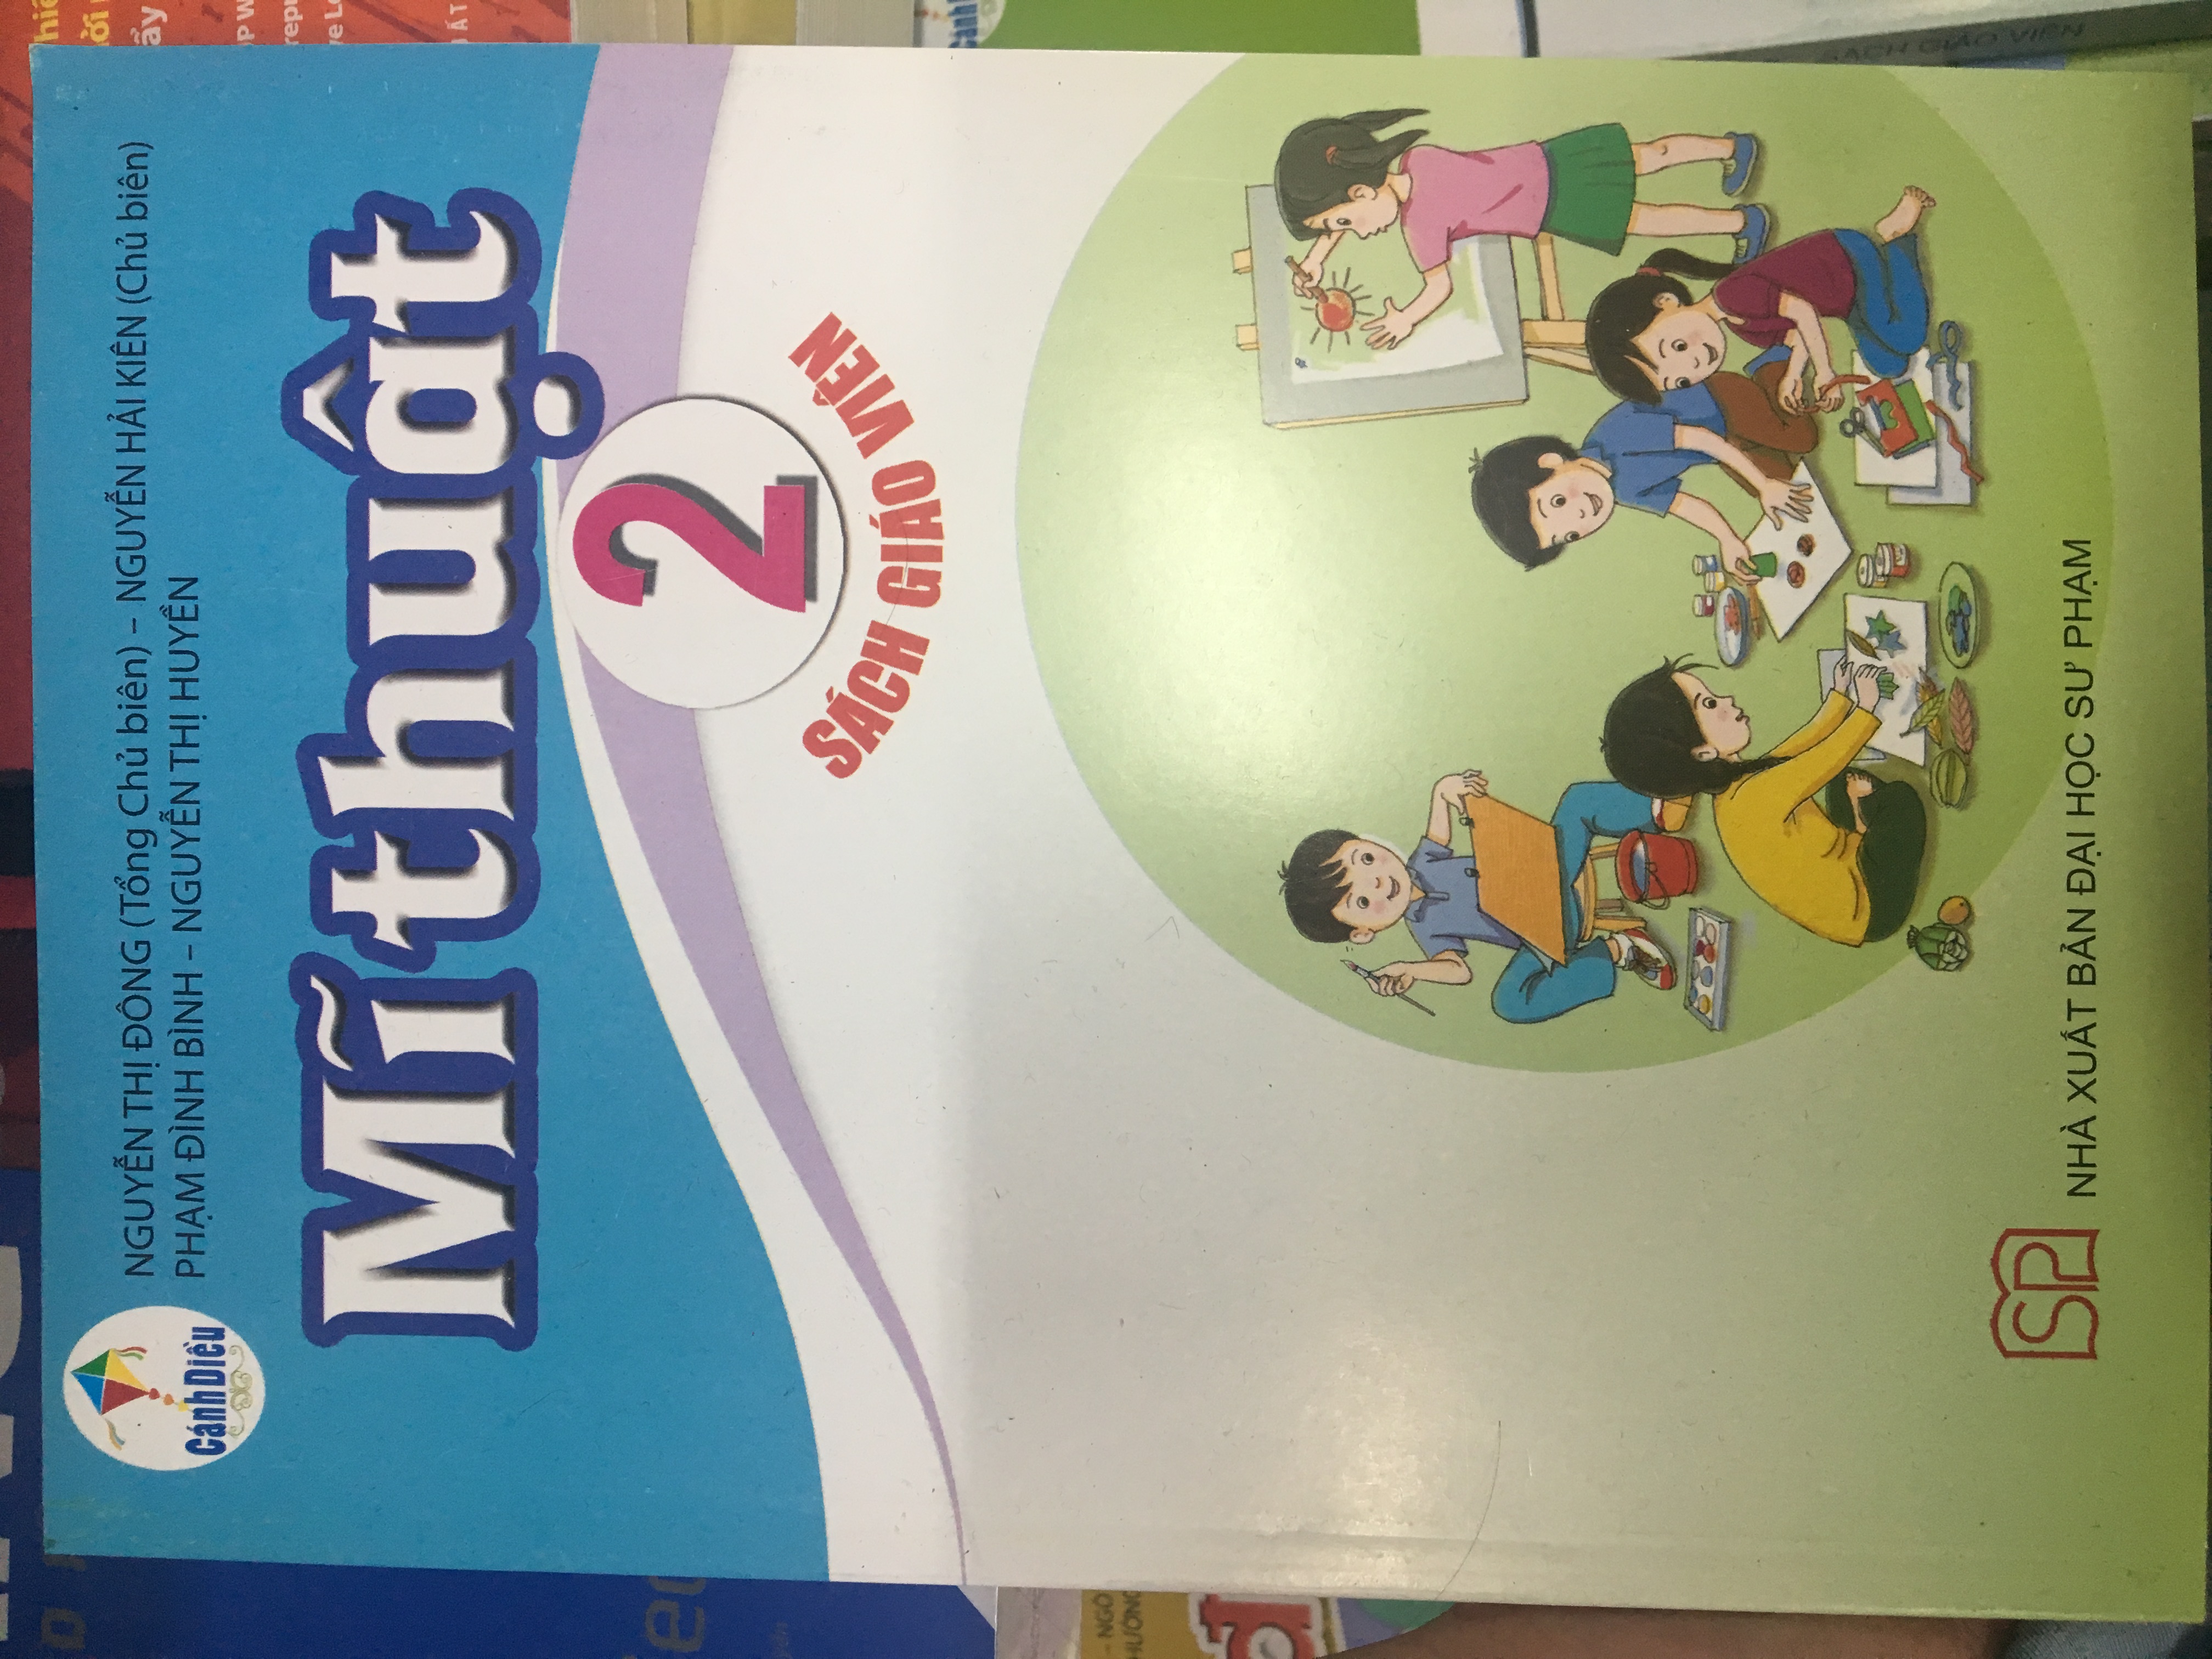 Cánh Diều
NGUYỄN THỊ ĐÔNG (Tổng Chủ biên) – NGUYỄN HẢI KIÊN (Chủ biên)
PHẠM ĐÌNH BÌNH – NGUYỄN THỊ HUYỀN
Mĩ thuật
2
SÁCH GIÁO VIÊN
SP
NHÀ XUẤT BẢN ĐẠI HỌC SƯ PHẠM
- NGÔ